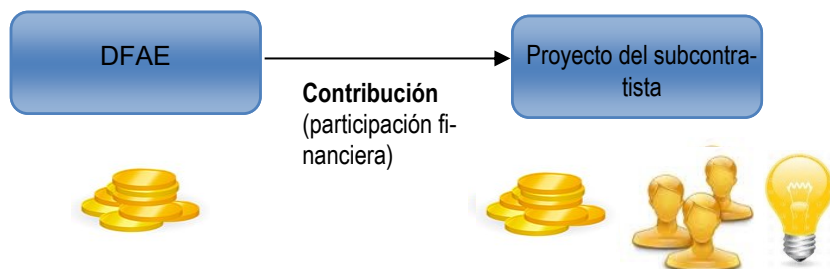 DFAE
Proyecto del subcontra-
tista
Contribución
(participación fi-
nanciera)